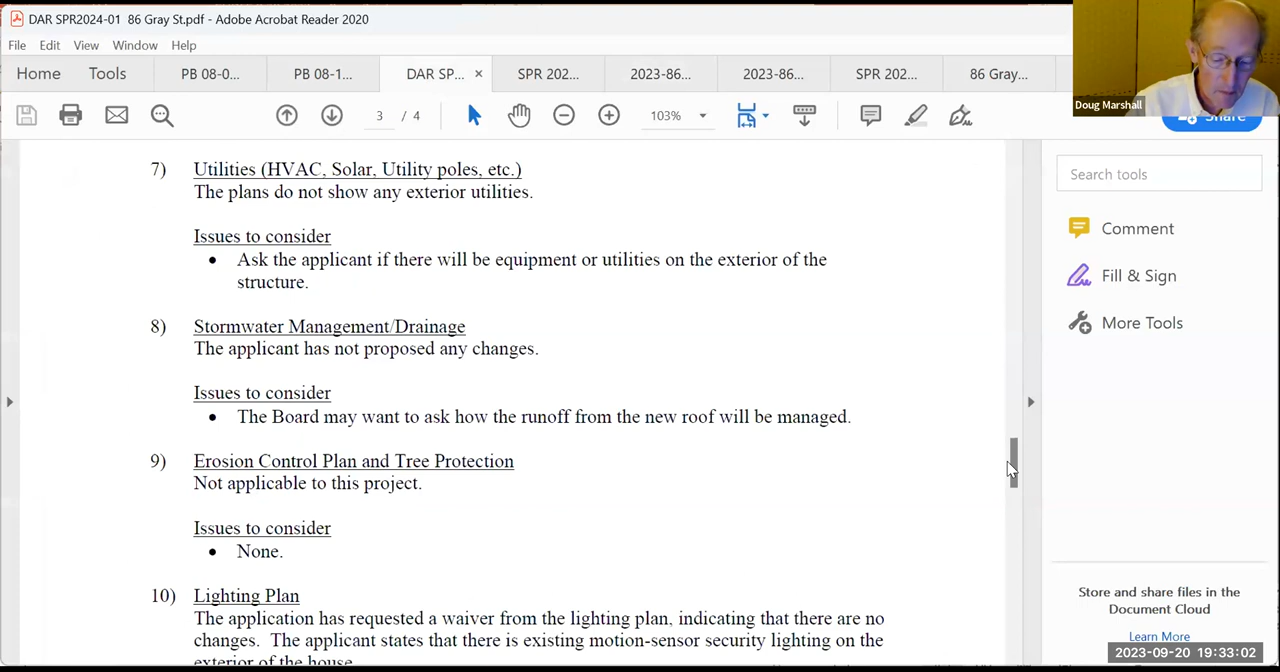 DAR SPR2024-01 86 Gray St.pdf - Adobe Acrobat Reader 2020
File Edit View Window Help
Home Tools PB 08-0... PB 08-1... DAR SP... × SPR 202... 2023-86... 2023-86... SPR 202... 86 Gray...
Doug Marshall
3 / 4 103%
Share
7) Utilities (HVAC, Solar, Utility poles, etc.)
The plans do not show any exterior utilities.
Issues to consider
• Ask the applicant if there will be equipment or utilities on the exterior of the
structure.
8) Stormwater Management/Drainage
The applicant has not proposed any changes.
Issues to consider
• The Board may want to ask how the runoff from the new roof will be managed.
9) Erosion Control Plan and Tree Protection
Not applicable to this project.
Issues to consider
• None.
10) Lighting Plan
The application has requested a waiver from the lighting plan, indicating that there are no
changes. The applicant states that there is existing motion-sensor security lighting on the
exterior of the house.
Search tools
Comment
Fill & Sign
More Tools
Store and share files in the
Document Cloud
Learn More
2023-09-20 19:33:02